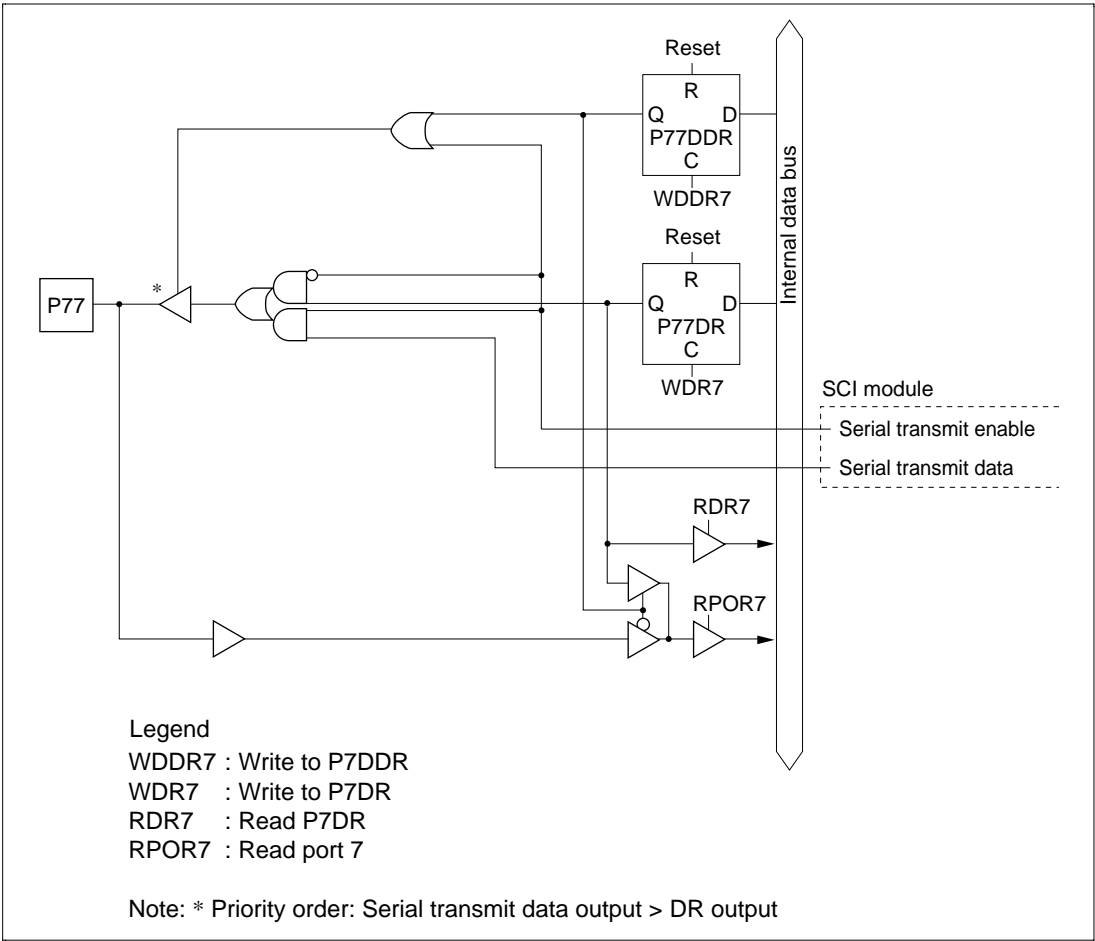 Reset
R
Q D
P77DDR
C
WDDR7
Reset
R
Q D
P77DR
C
WDR7
Internal data bus
P77
*
SCI module
Serial transmit enable
Serial transmit data
RDR7
RPOR7
Legend
WDDR7 : Write to P7DDR
WDR7 : Write to P7DR
RDR7 : Read P7DR
RPOR7 : Read port 7
Note: * Priority order: Serial transmit data output > DR output